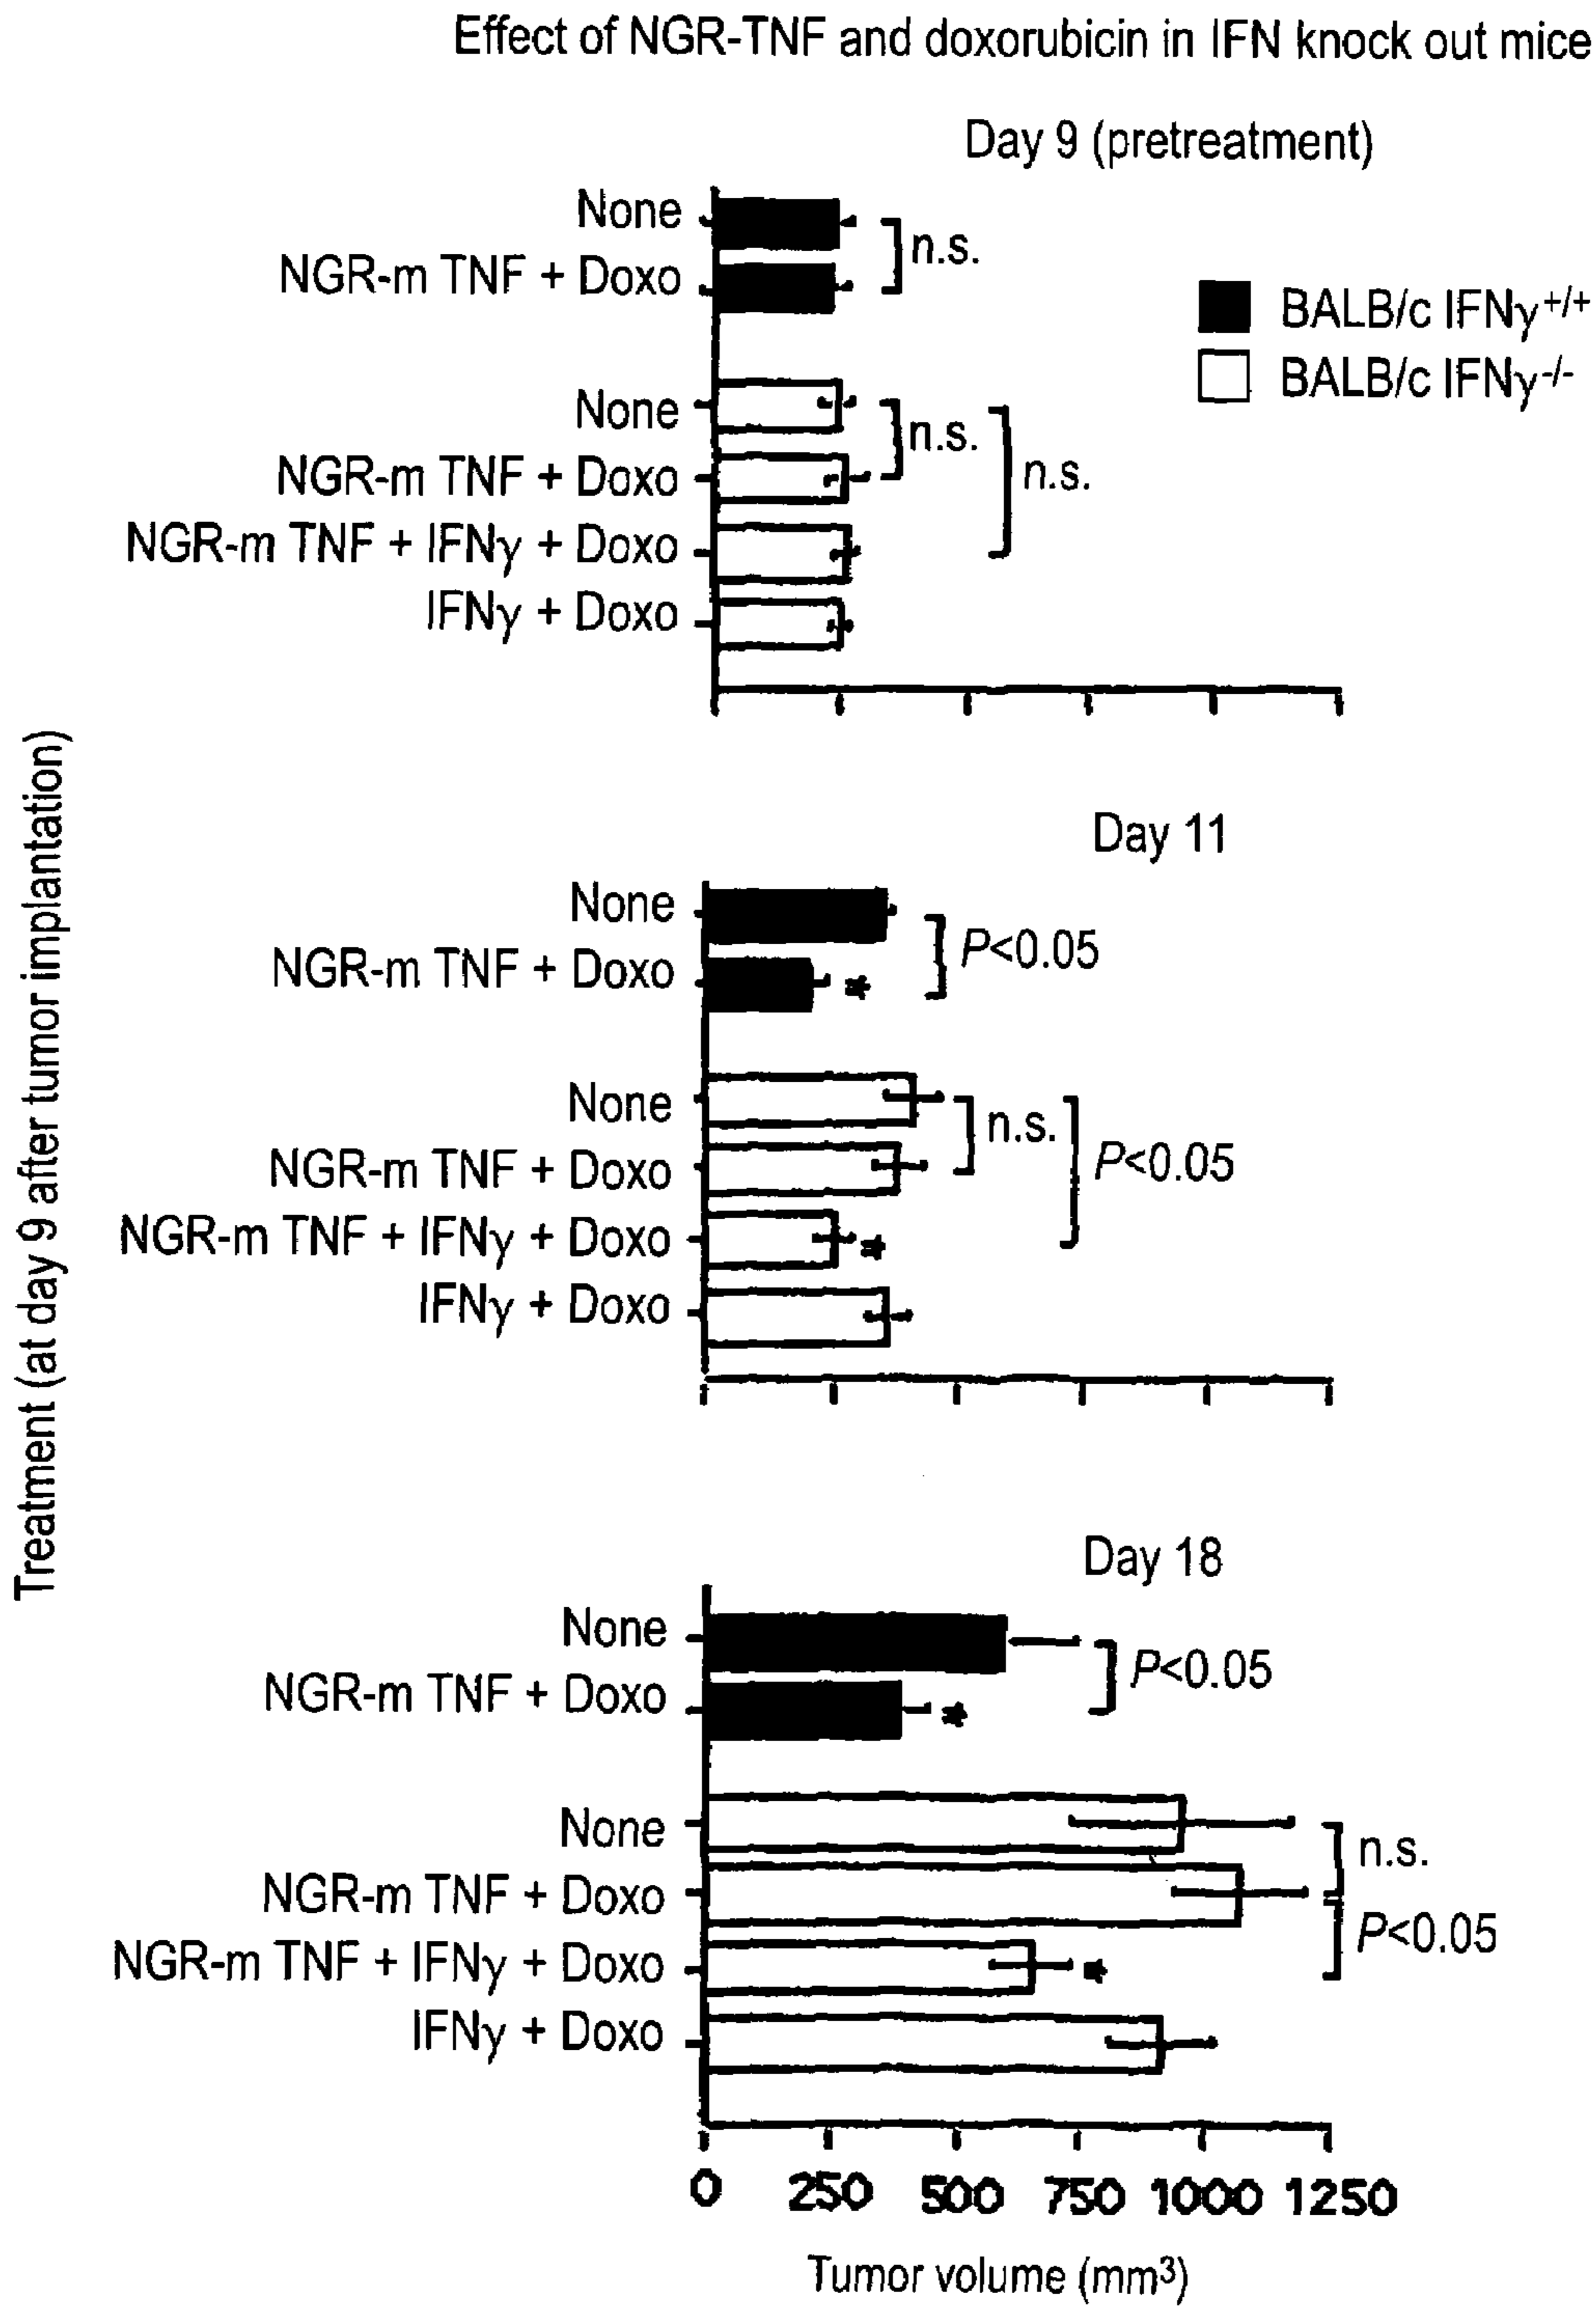 Effect of NGR-TNF and doxorubicin in IFN knock out mice
Day 9 (pretreatment)
None
NGR-m TNF + Doxo
n.s.
BALB/c IFNγ+/+
BALB/c IFNγ-/-
None
NGR-m TNF + Doxo
NGR-m TNF + IFNγ + Doxo
IFNγ + Doxo
n.s.
n.s.
Treatment (at day 9 after tumor implantation)
Day 11
None
NGR-m TNF + Doxo
*
P<0.05
None
NGR-m TNF + Doxo
NGR-m TNF + IFNγ + Doxo
*
IFNγ + Doxo
n.s.
P<0.05
Day 18
None
NGR-m TNF + Doxo
*
P<0.05
None
NGR-m TNF + Doxo
NGR-m TNF + IFNγ + Doxo
*
IFNγ + Doxo
n.s.
P<0.05
0 250 500 750 1000 1250
Tumor volume (mm³)